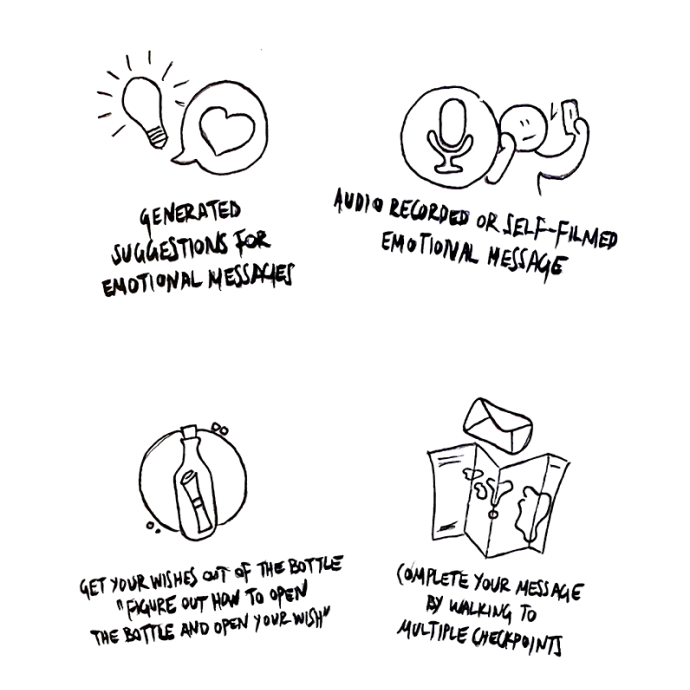 GENERATED
SUGGESTIONS FOR
EMOTIONAL MESSAGES
AUDIO RECORDED OR SELF-FILMED
EMOTIONAL MESSAGE
GET YOUR WISHES OUT OF THE BOTTLE
"FIGURE OUT HOW TO OPEN
THE BOTTLE AND OPEN YOUR WISH"
COMPLETE YOUR MESSAGE
BY WALKING TO
MULTIPLE CHECKPOINTS